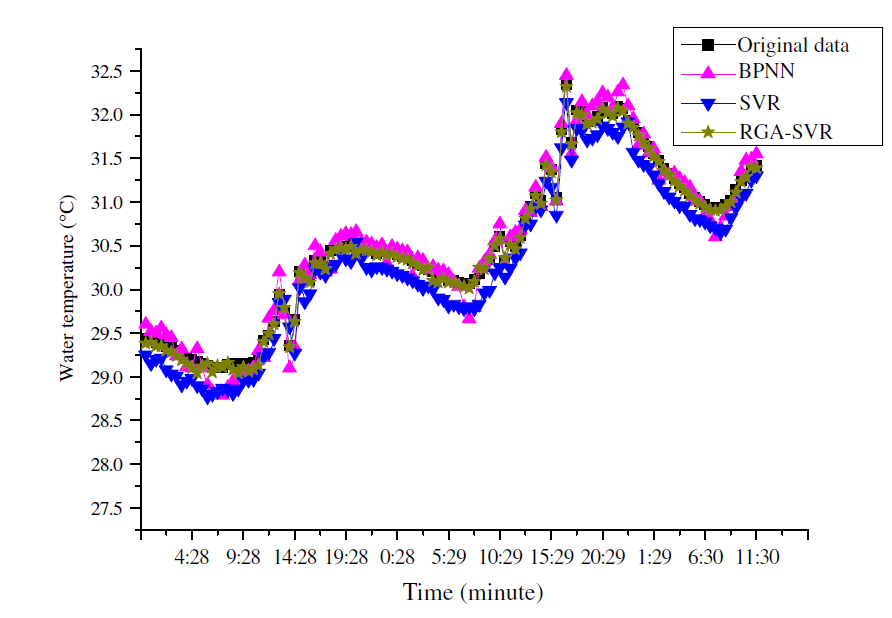 Original data
BPNN
SVR
RGA-SVR
32.5
32.0
31.5
31.0
30.5
30.0
29.5
29.0
28.5
28.0
27.5
Water temperature (°C)
4:28 9:28 14:28 19:28 0:28 5:29 10:29 15:29 20:29 1:29 6:30 11:30
Time (minute)